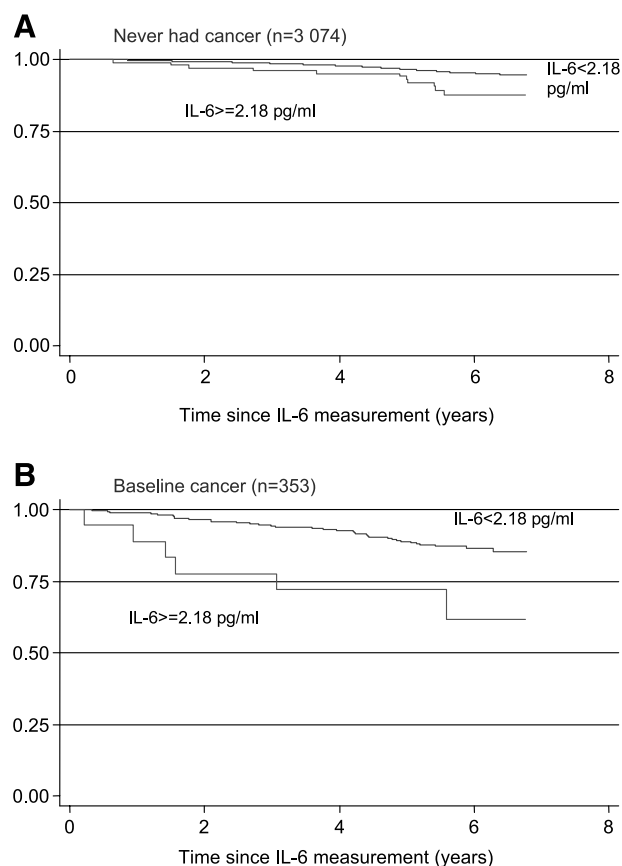 A
Never had cancer (n=3 074)
1.00
IL-6<2.18
pg/ml
IL-6>=2.18 pg/ml
0.75
0.50
0.25
0.00
0 2 4 6 8
Time since IL-6 measurement (years)
B
Baseline cancer (n=353)
1.00
IL-6<2.18 pg/ml
0.75
IL-6>=2.18 pg/ml
0.50
0.25
0.00
0 2 4 6 8
Time since IL-6 measurement (years)